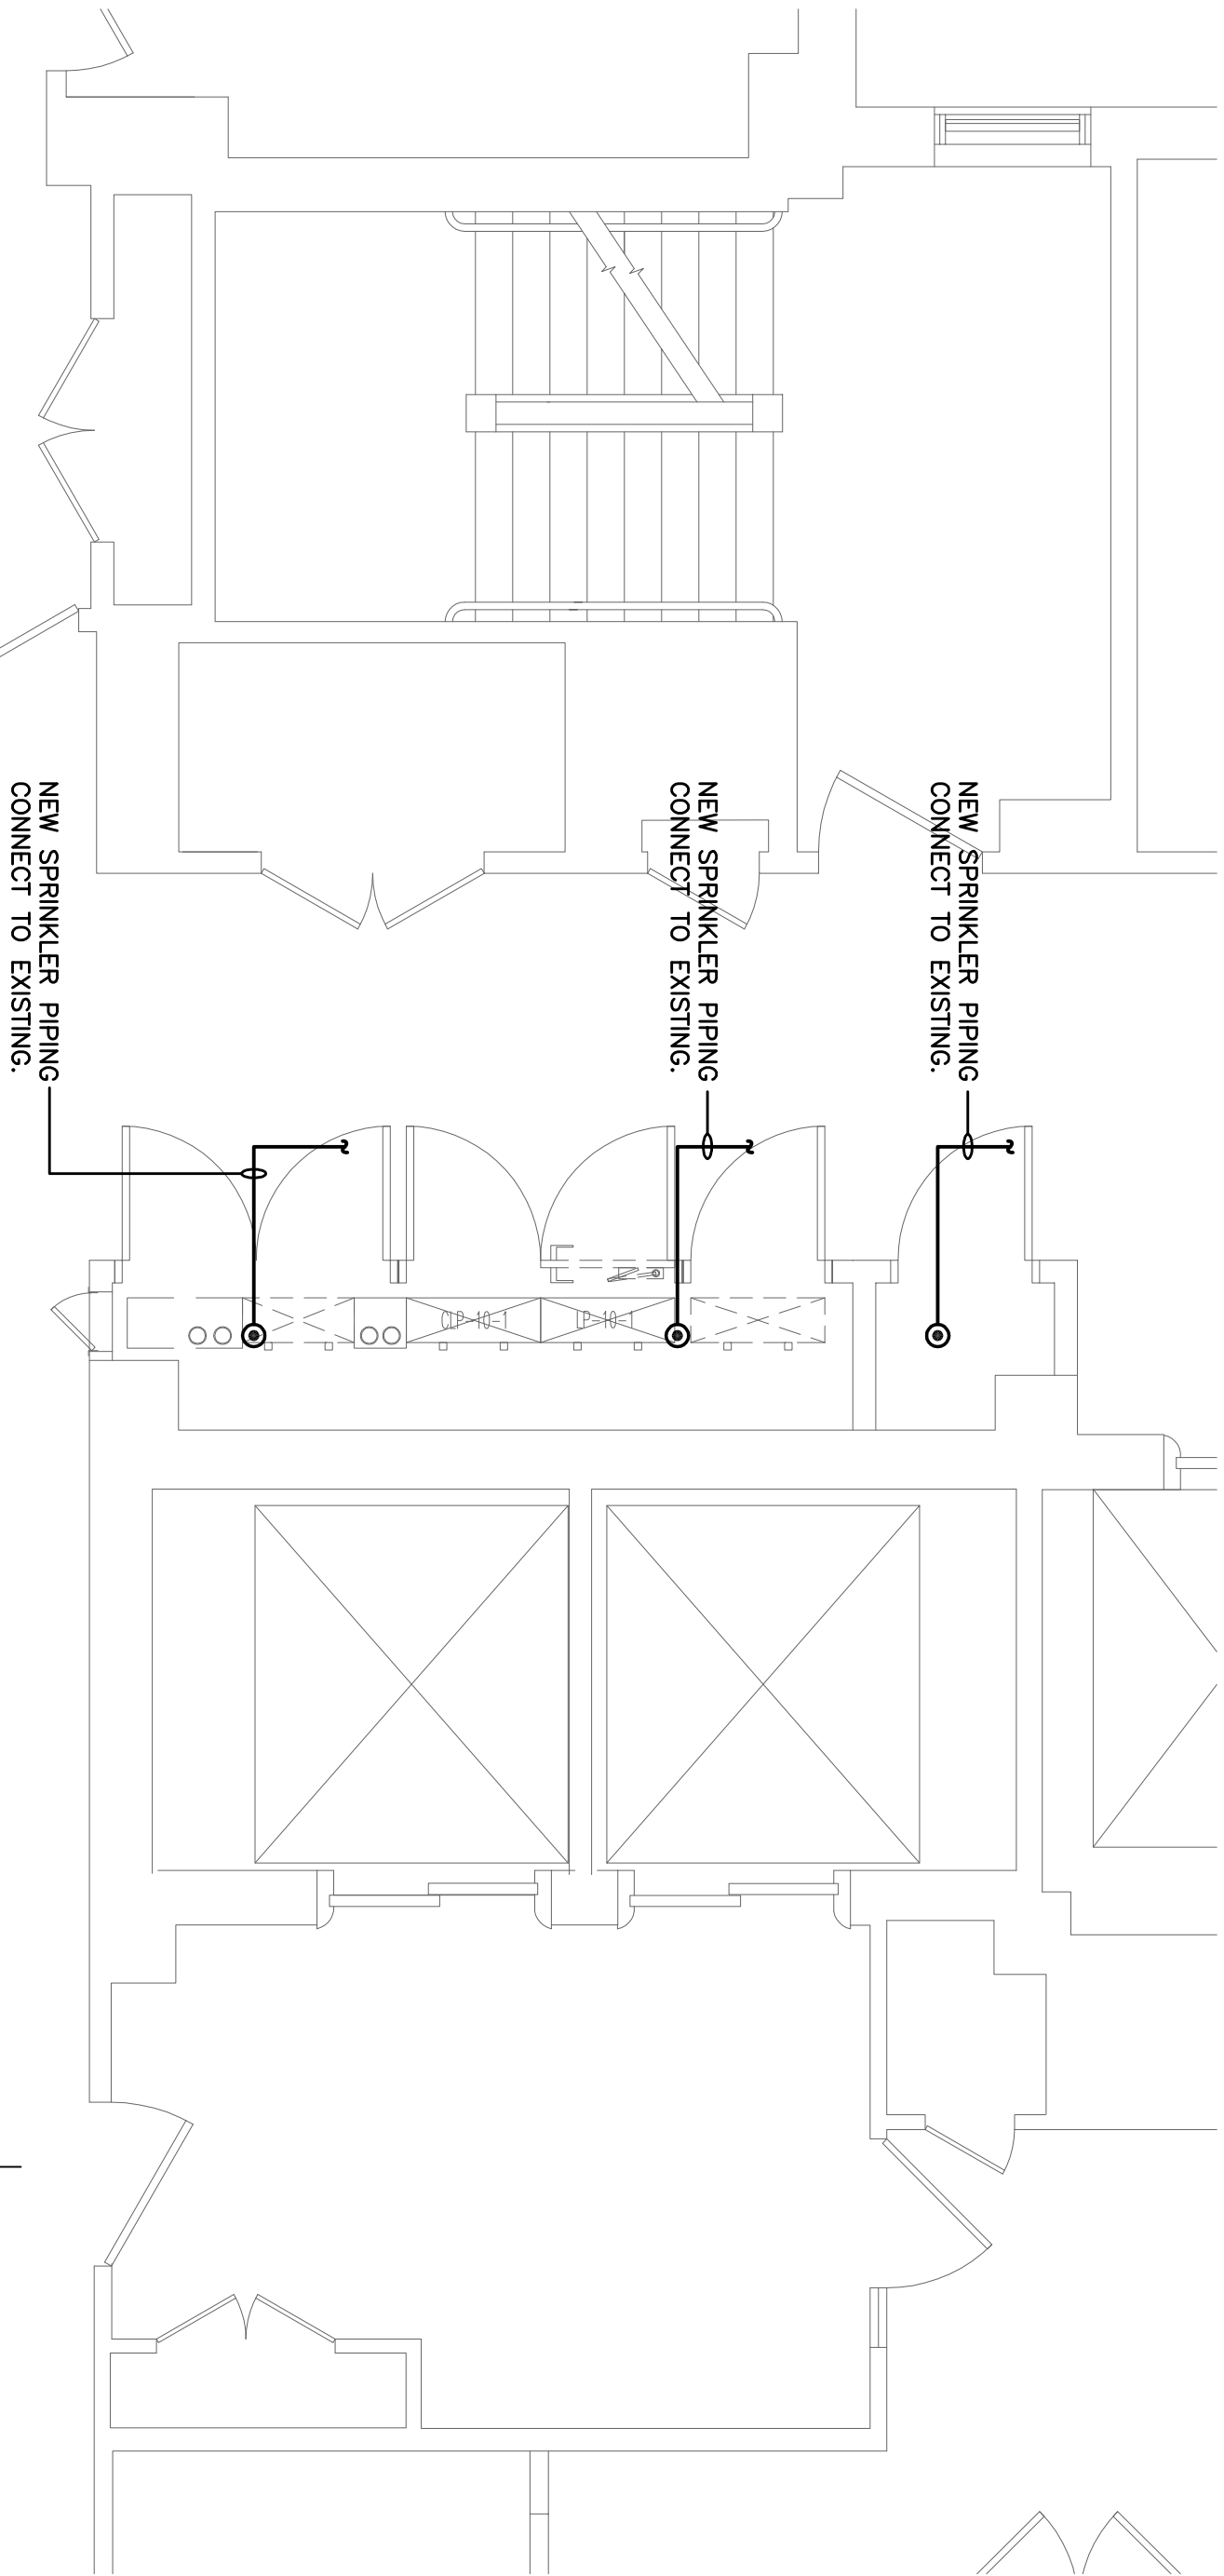 NEW SPRINKLER PIPING
CONNECT TO EXISTING.
NEW SPRINKLER PIPING
CONNECT TO EXISTING.
NEW SPRINKLER PIPING
CONNECT TO EXISTING.
CLP-10-1
LP-10-1